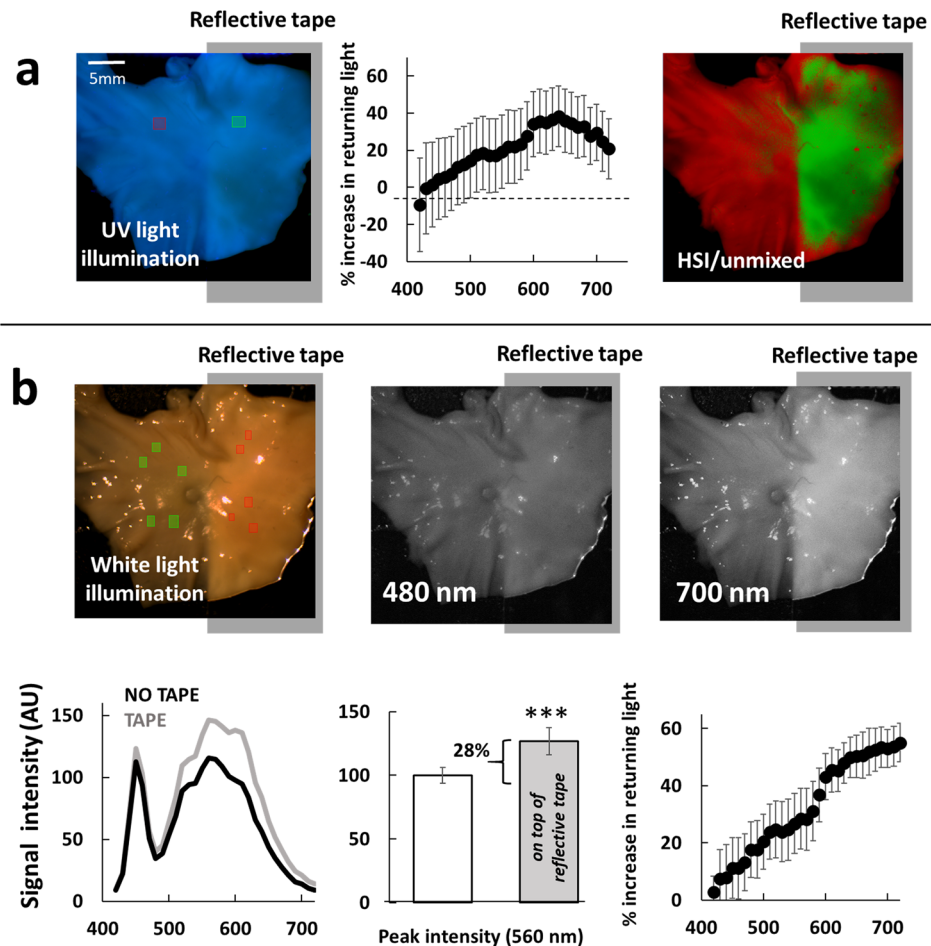 Reflective tape
a
5mm
UV light
illumination
% increase in returning light
60
40
20
0
-20
-40
400 500 600 700
Reflective tape
HSI/unmixed
b
Reflective tape
White light
illumination
Reflective tape
480 nm
Reflective tape
700 nm
Signal intensity (AU)
NO TAPE
TAPE
150
100
50
0
400 500 600 700
150
100
50
0
28%
***
on top of
reflective tape
Peak intensity (560 nm)
% increase in returning light
60
40
20
0
400 500 600 700